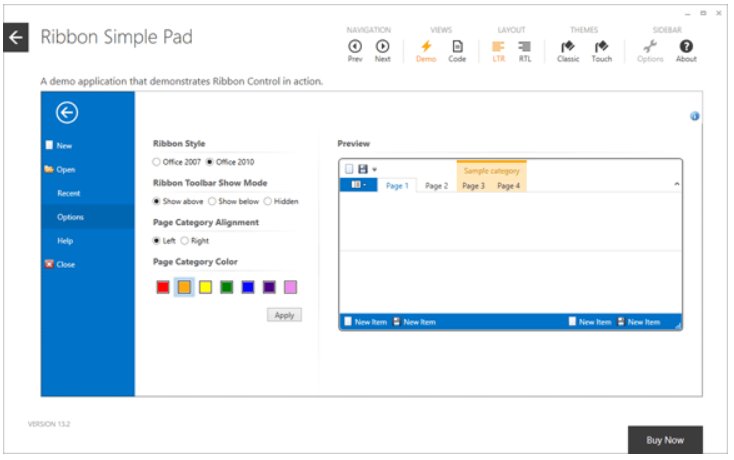 Ribbon Simple Pad
NAVIGATION VIEWS LAYOUT THEMES SIDEBAR
Prev Next Demo Code LTR RTL Classic Touch Options About
A demo application that demonstrates Ribbon Control in action.
New
Open
Recent
Options
Help
Close
Ribbon Style
Office 2007 Office 2010
Ribbon Toolbar Show Mode
Show above Show below Hidden
Page Category Alignment
Left Right
Page Category Color
Apply
Preview
Sample category
Page 1 Page 2 Page 3 Page 4
New Item New Item New Item New Item
VERSION 13.2
Buy Now